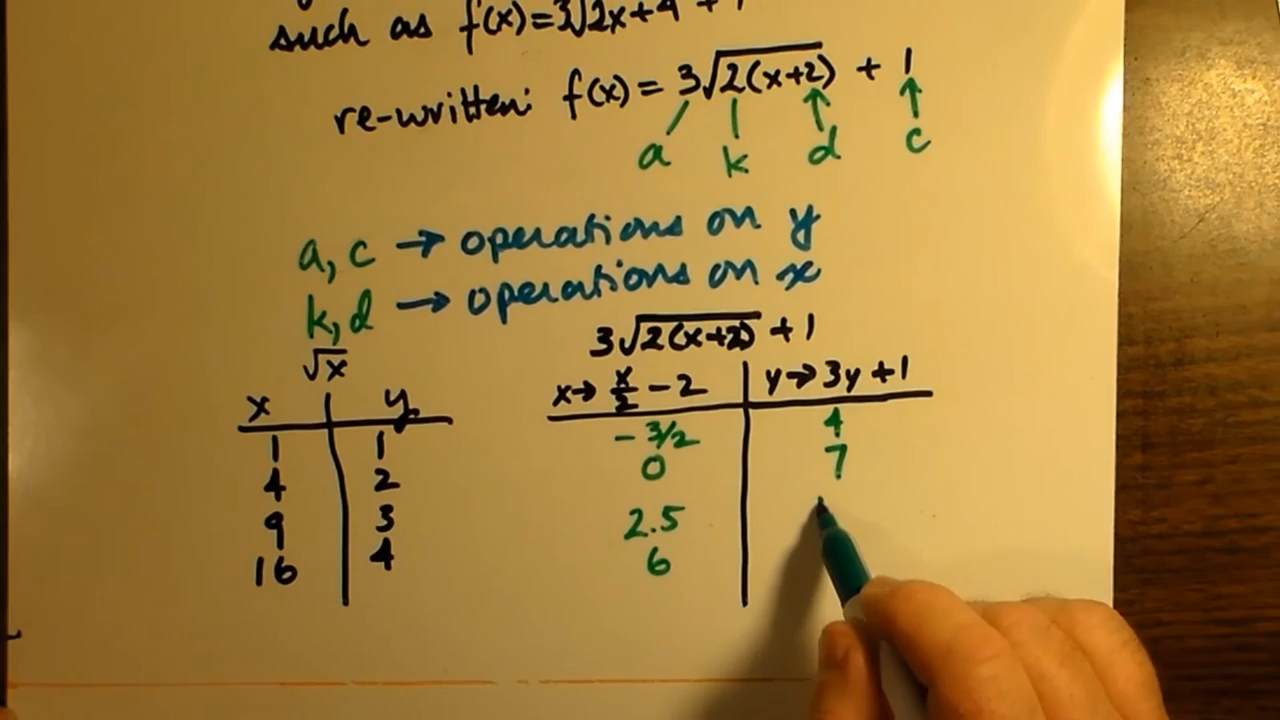 such as f(x)=3√2x+4 + 1
re-written: f(x) = 3√2(x+2) + 1
a k d c
a, c → operations on y
k, d → operations on x
√x 3√2(x+2) + 1
x y x→ x/2 - 2 y→3y+1
1 1 -3/2 4
4 2 0 7
9 3 2.5
16 4 6